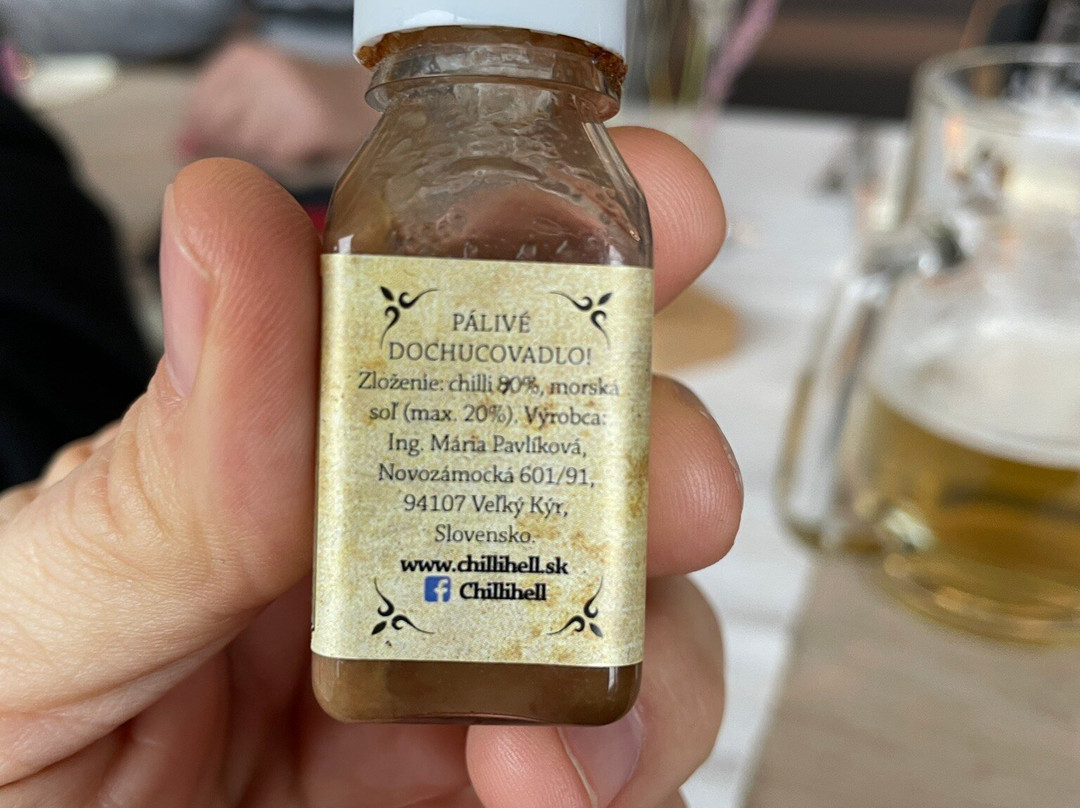 PÁLIVÉ
DOCHUCOVADLO!
Zloženie: chilli 80%, morská
soľ (max. 20%). Výrobca:
Ing. Mária Pavlíková,
Novozámocká 601/91,
94107 Veľký Kýr,
Slovensko.
www.chillihell.sk
Chillihell